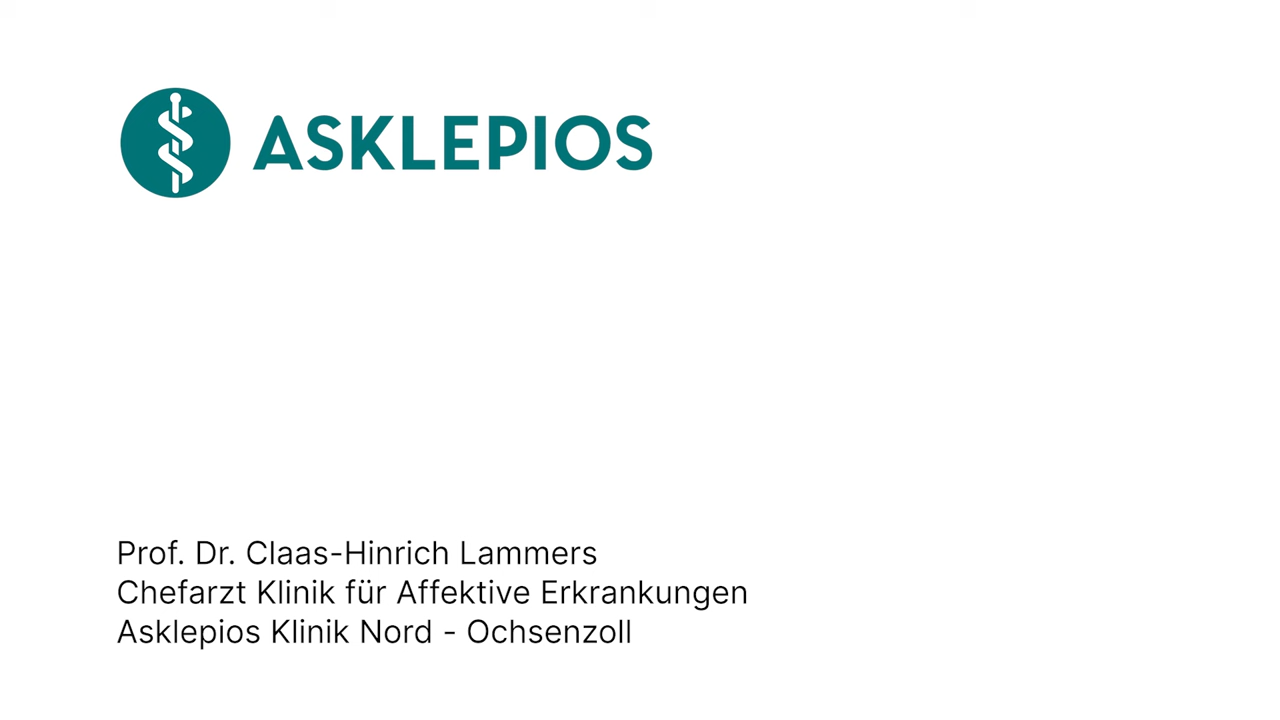 ASKLEPIOS
Prof. Dr. Claas-Hinrich Lammers
Chefarzt Klinik für Affektive Erkrankungen
Asklepios Klinik Nord - Ochsenzoll